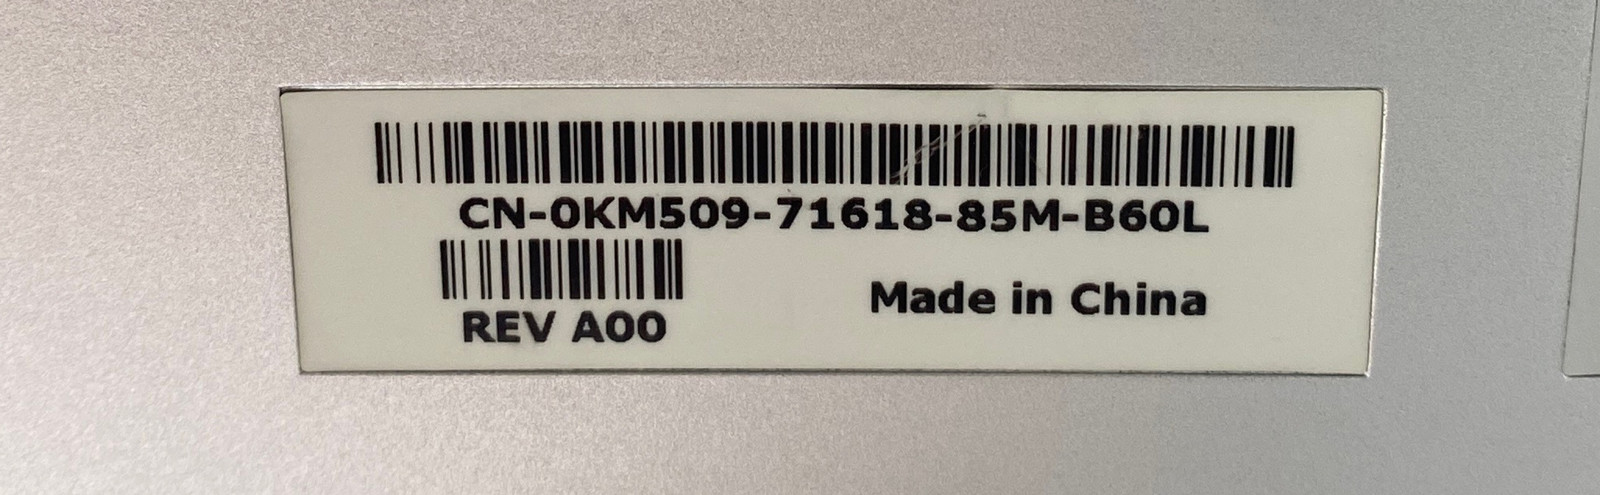 CN-0KM509-71618-85M-B60L
REV A00
Made in China